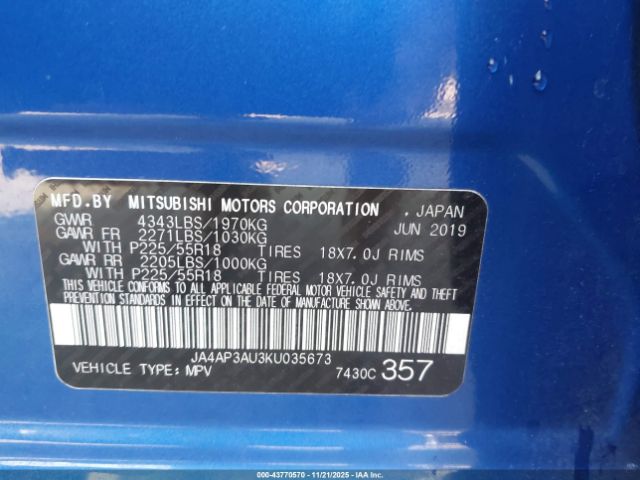 MFD.BY MITSUBISHI MOTORS CORPORATION , JAPAN
GVWR 4343LBS/1970KG JUN 2019
GAWR FR 2271LBS/1030KG
WITH P225/55R18 TIRES 18X7.0J RIMS
GAWR RR 2205LBS/1000KG
WITH P225/55R18 TIRES 18X7.0J RIMS
THIS VEHICLE CONFORMS TO ALL APPLICABLE FEDERAL MOTOR VEHICLE SAFETY AND THEFT
PREVENTION STANDARDS IN EFFECT ON THE DATE OF MANUFACTURE SHOWN ABOVE.
JA4AP3AU3KU035673
VEHICLE TYPE:MPV 7430C 357
000-43770570 - 11/21/2025 - IAAI.COM